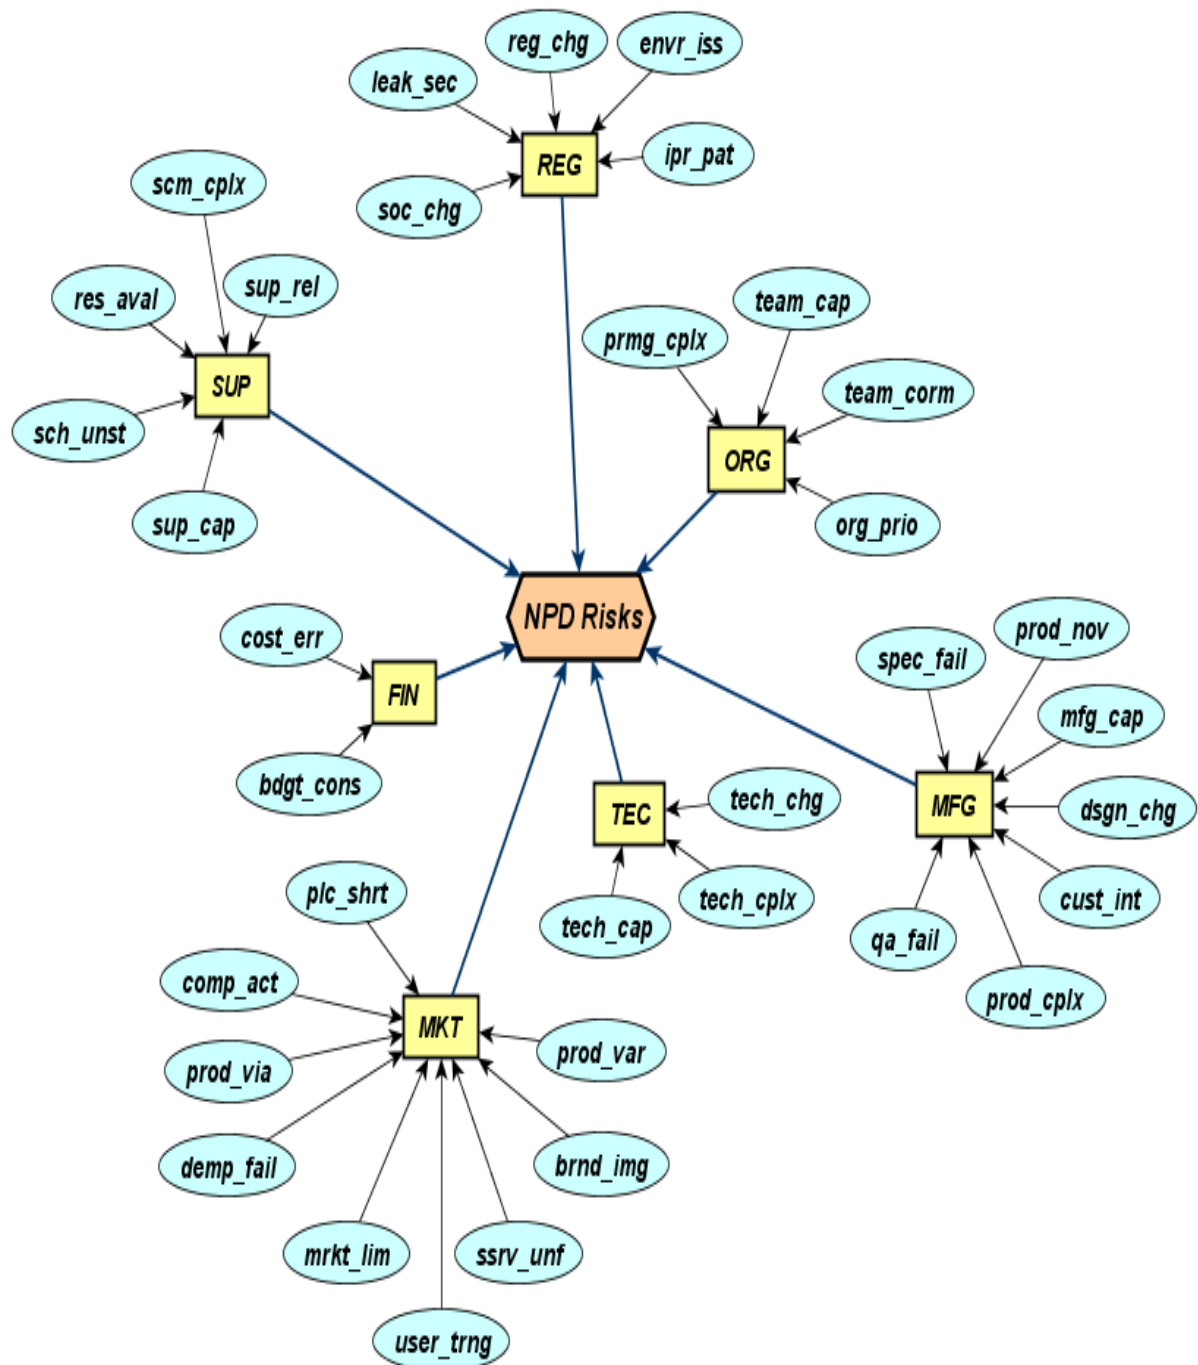 reg_chg
envr_iss
leak_sec
ipr_pat
REG
scm_cplx
soc_chg
sup_rel
res_aval
team_cap
prmg_cplx
SUP
team_corm
sch_unst
ORG
sup_cap
org_prio
NPD Risks
cost_err
prod_nov
spec_fail
FIN
mfg_cap
bdgt_cons
tech_chg
MFG
dsgn_chg
TEC
plc_shrt
tech_cplx
cust_int
tech_cap
qa_fail
comp_act
prod_cplx
MKT
prod_var
prod_via
demp_fail
brnd_img
mrkt_lim
ssrv_unf
user_trng